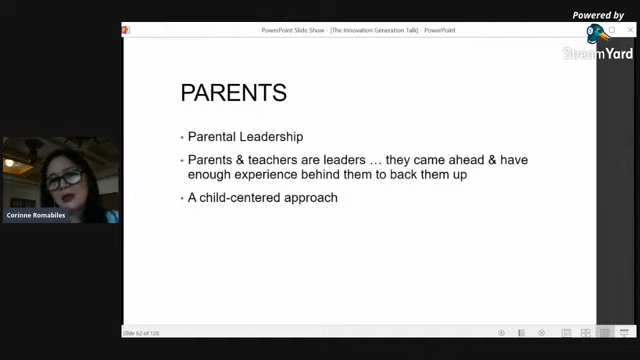 Powered by
PowerPoint Slide Show - [The Innovation Generation Talk] - PowerPoint
StreamYard
PARENTS
• Parental Leadership
• Parents & teachers are leaders … they came ahead & have
enough experience behind them to back them up
• A child-centered approach
Corinne Romabiles
Slide 62 of 128